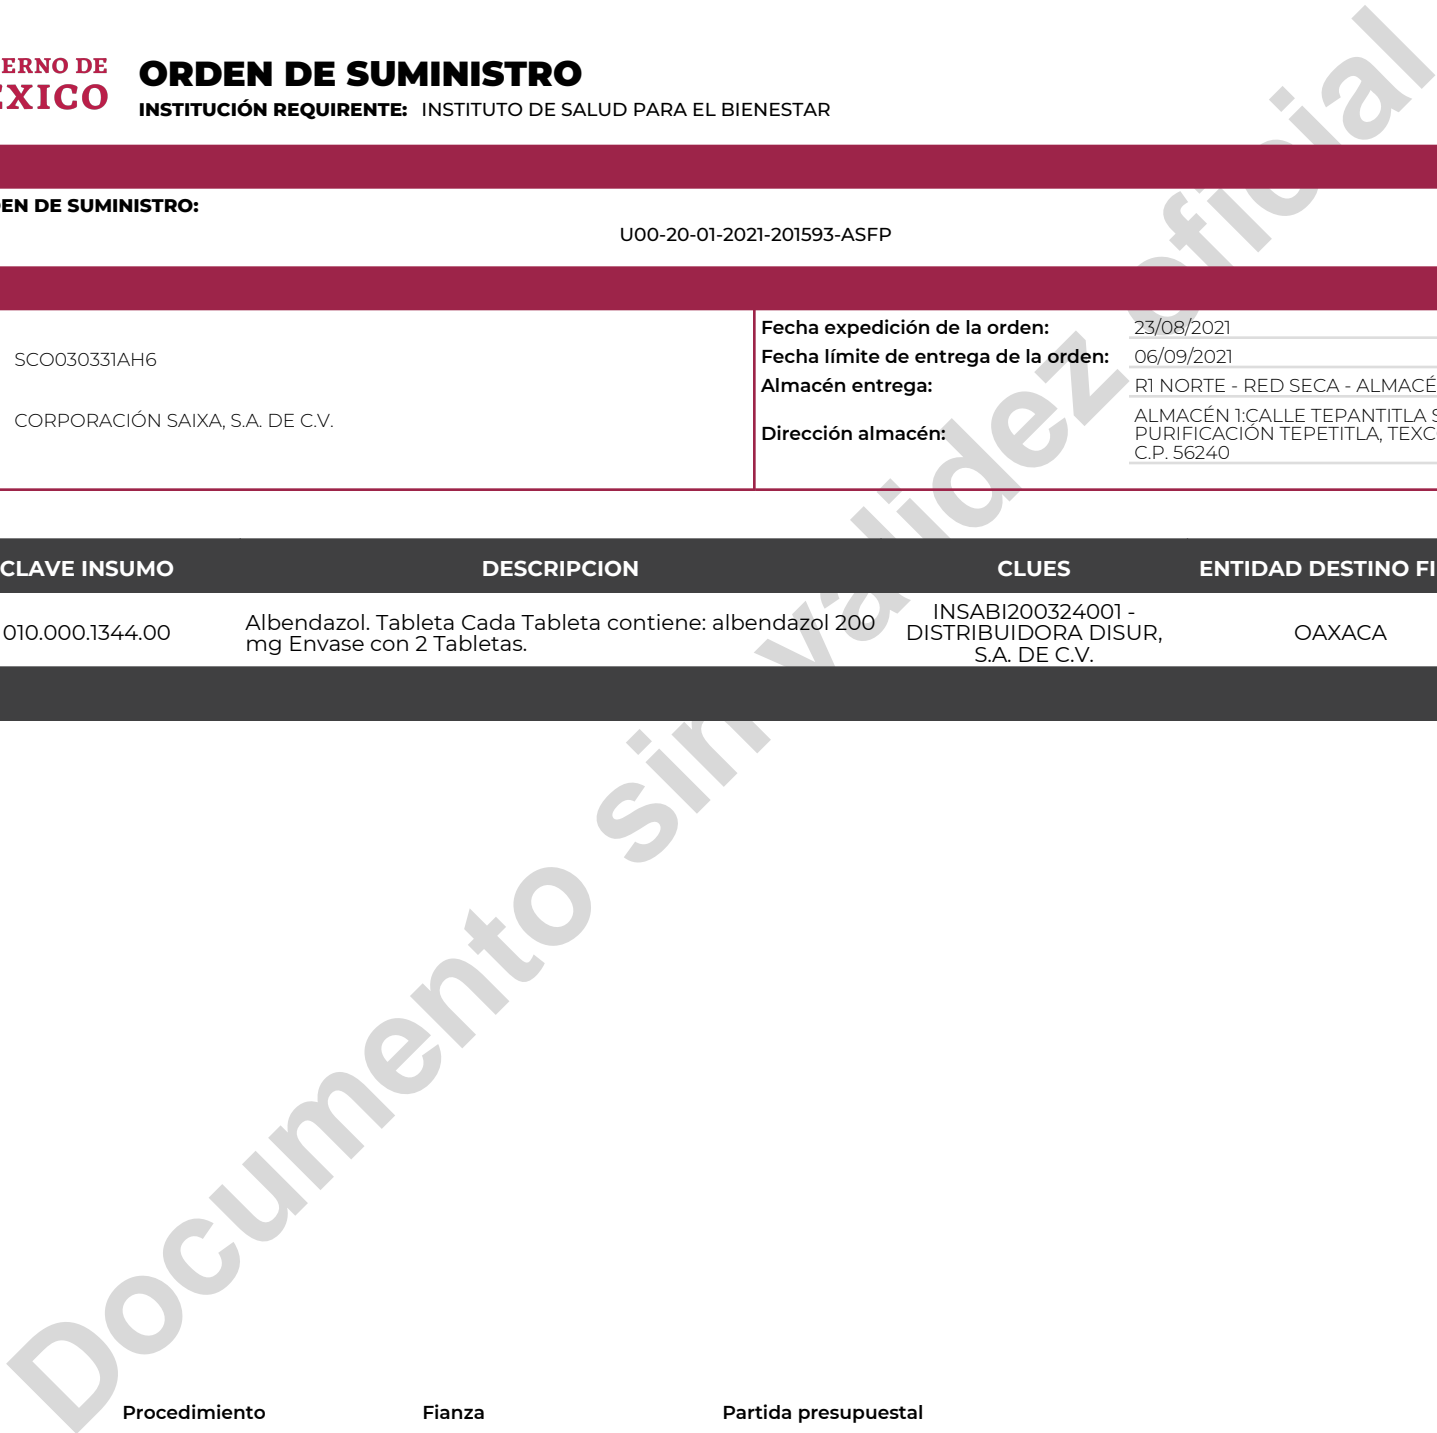 ERNO DE
EXICO
ORDEN DE SUMINISTRO
INSTITUCIÓN REQUIRENTE: INSTITUTO DE SALUD PARA EL BIENESTAR
EN DE SUMINISTRO:
U00-20-01-2021-201593-ASFP
SCO030331AH6
CORPORACIÓN SAIXA, S.A. DE C.V.
Fecha expedición de la orden: 23/08/2021
Fecha límite de entrega de la orden: 06/09/2021
Almacén entrega: R1 NORTE - RED SECA - ALMACÉ
Dirección almacén: ALMACÉN 1:CALLE TEPANTITLA S
PURIFICACIÓN TEPETITLA, TEXC
C.P. 56240
CLAVE INSUMO DESCRIPCION CLUES ENTIDAD DESTINO FI
010.000.1344.00
Albendazol. Tableta Cada Tableta contiene: albendazol 200
mg Envase con 2 Tabletas.
INSABI200324001 -
DISTRIBUIDORA DISUR,
S.A. DE C.V.
OAXACA
Documento sin validez oficial
Procedimiento Fianza Partida presupuestal